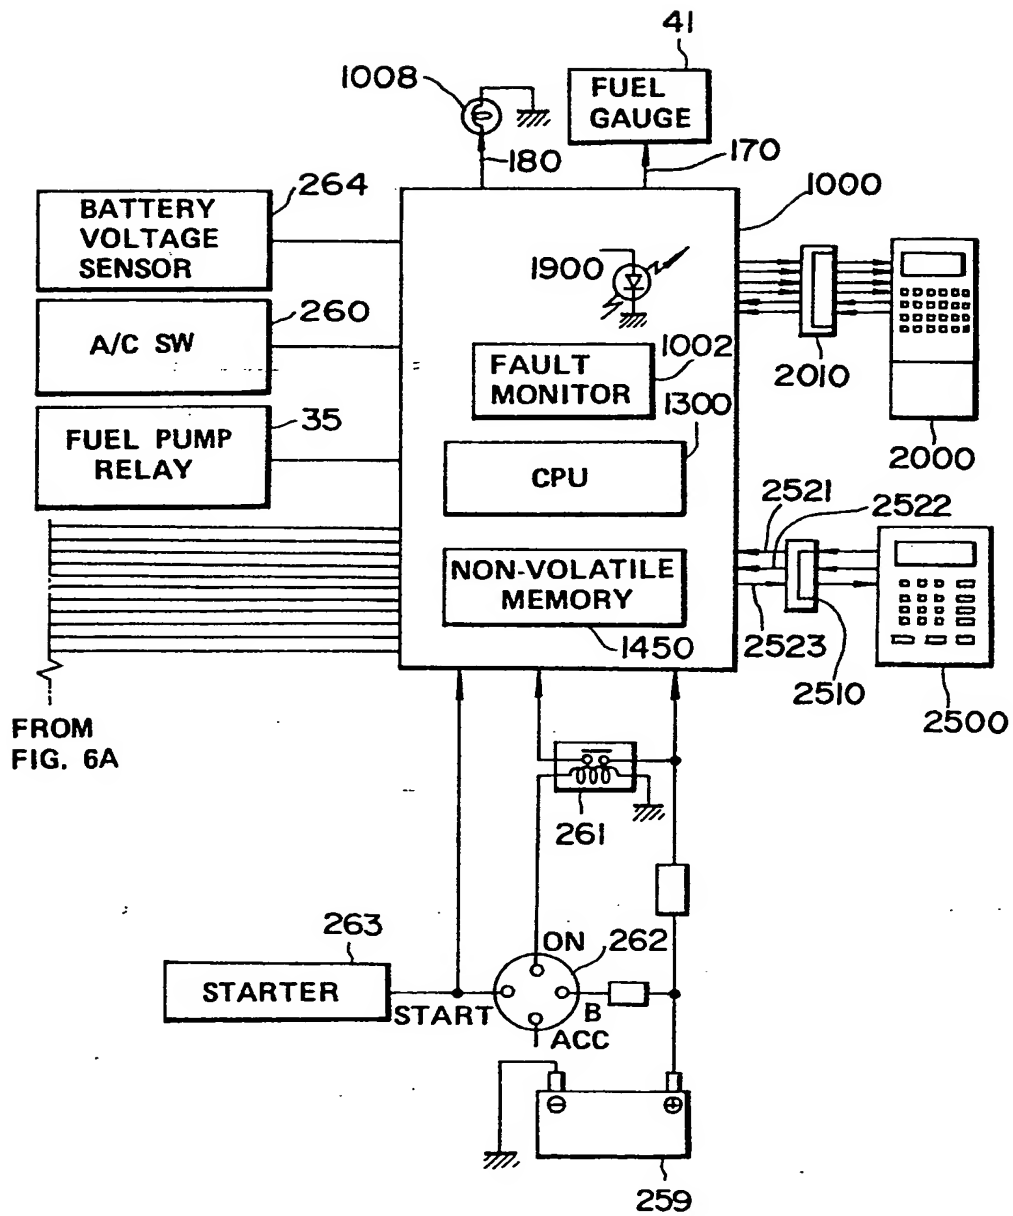 41
1008
FUEL
GAUGE
180
170
264
1000
BATTERY
VOLTAGE
SENSOR
1900
260
A/C SW
1002
FAULT
MONITOR
2010
35
1300
FUEL PUMP
RELAY
2000
CPU
2521
2522
NON-VOLATILE
MEMORY
1450
2523
2510
2500
FROM
FIG. 6A
261
263
ON
262
STARTER
START
B
ACC
⊖
⊕
259